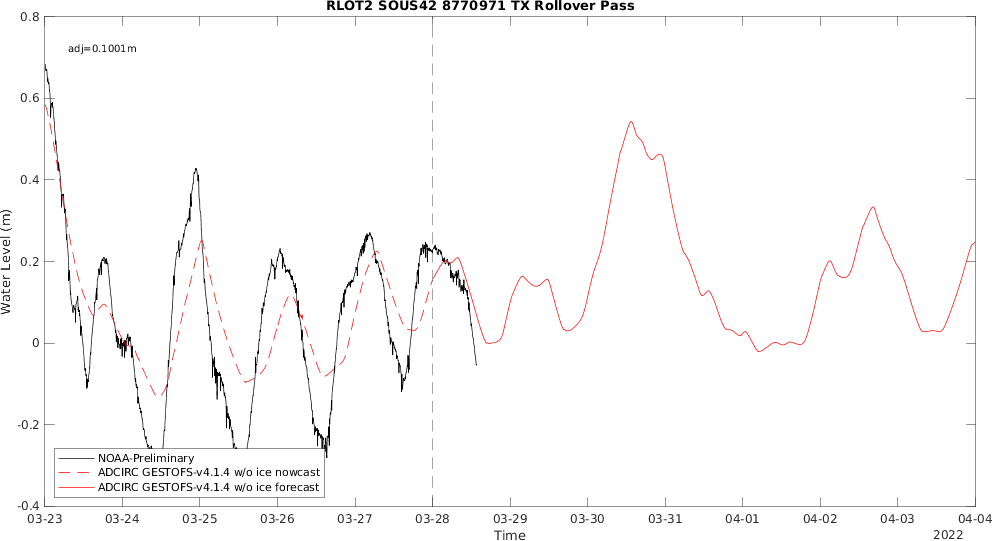 RLOT2 SOUS42 8770971 TX Rollover Pass
adj=0.1001m
0.8
0.6
0.4
0.2
0
-0.2
-0.4
Water Level (m)
NOAA-Preliminary
ADCIRC GESTOFS-v4.1.4 w/o ice nowcast
ADCIRC GESTOFS-v4.1.4 w/o ice forecast
03-23 03-24 03-25 03-26 03-27 03-28 03-29 03-30 03-31 04-01 04-02 04-03 04-04
Time
2022